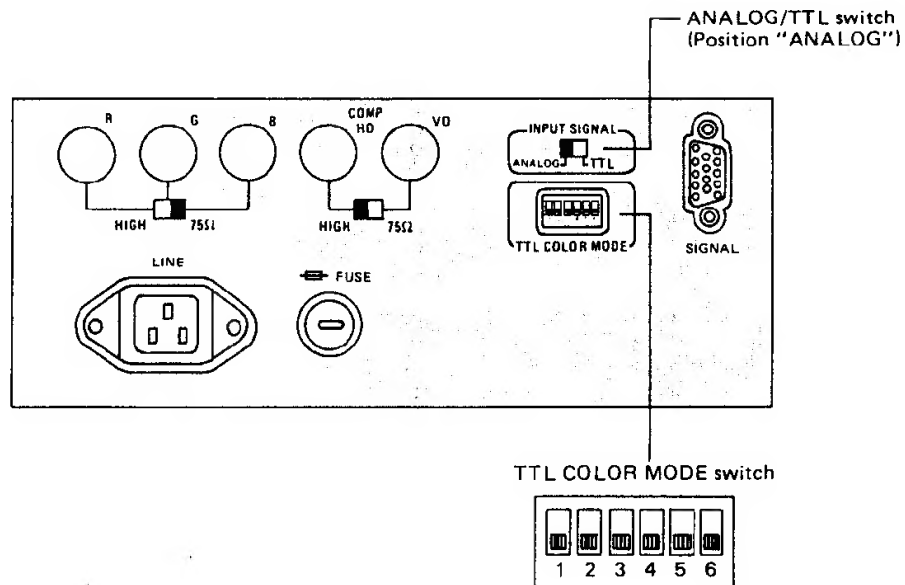 ANALOG/TTL switch
(Position "ANALOG")
R G B COMP HD VD
INPUT SIGNAL
ANALOG TTL
HIGH 75Ω HIGH 75Ω
TTL COLOR MODE
SIGNAL
LINE
FUSE
TTL COLOR MODE switch
1 2 3 4 5 6